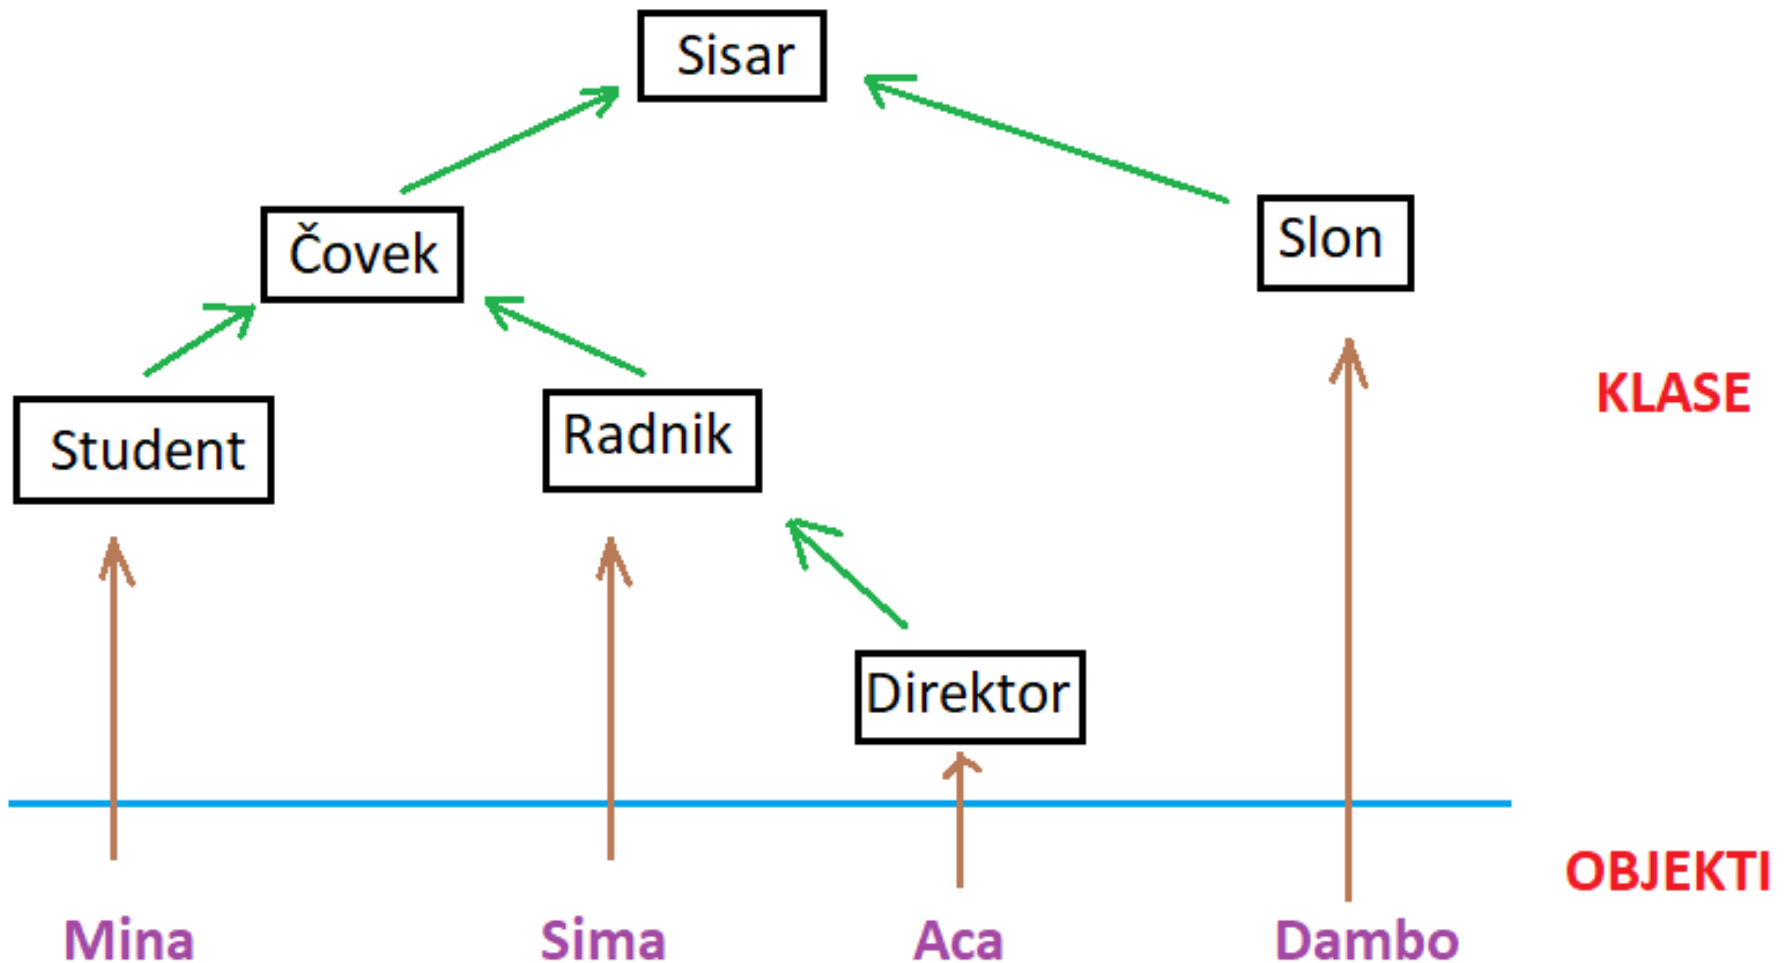 Sisar
Čovek
Slon
Student
Radnik
KLASE
Direktor
OBJEKTI
Mina
Sima
Aca
Dambo